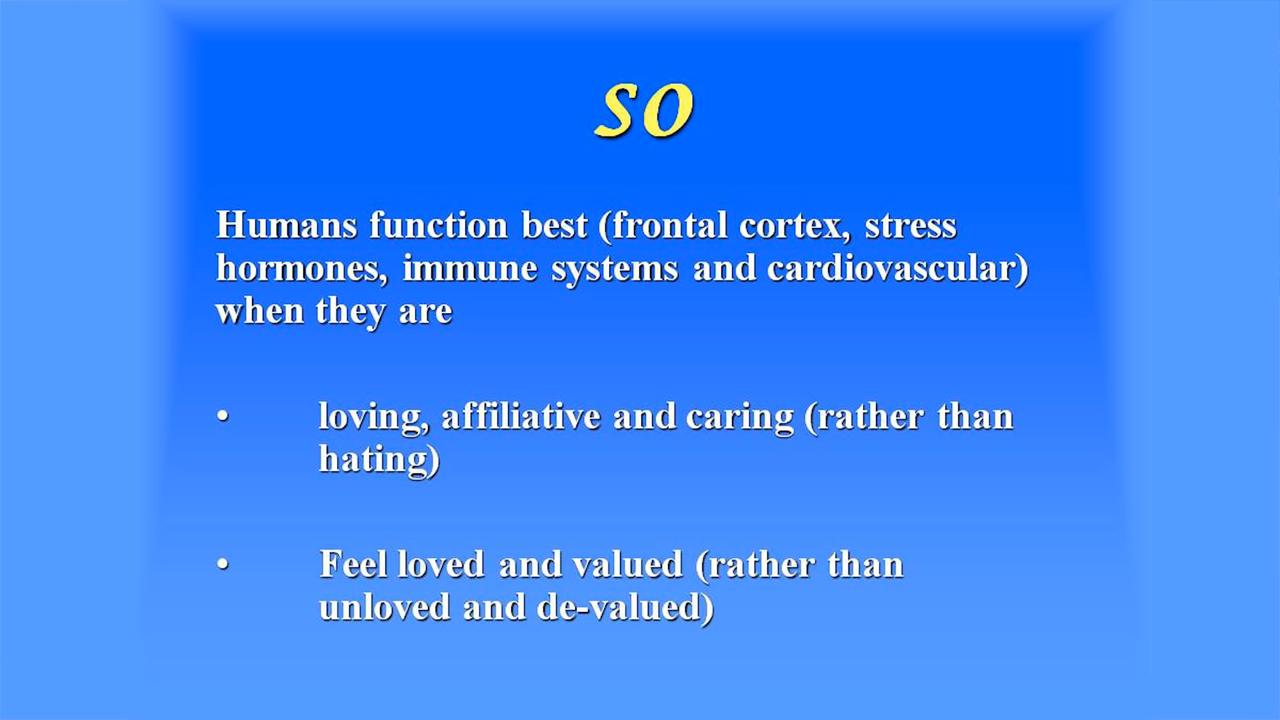 so
Humans function best (frontal cortex, stress
hormones, immune systems and cardiovascular)
when they are
• loving, affiliative and caring (rather than
hating)
• Feel loved and valued (rather than
unloved and de-valued)